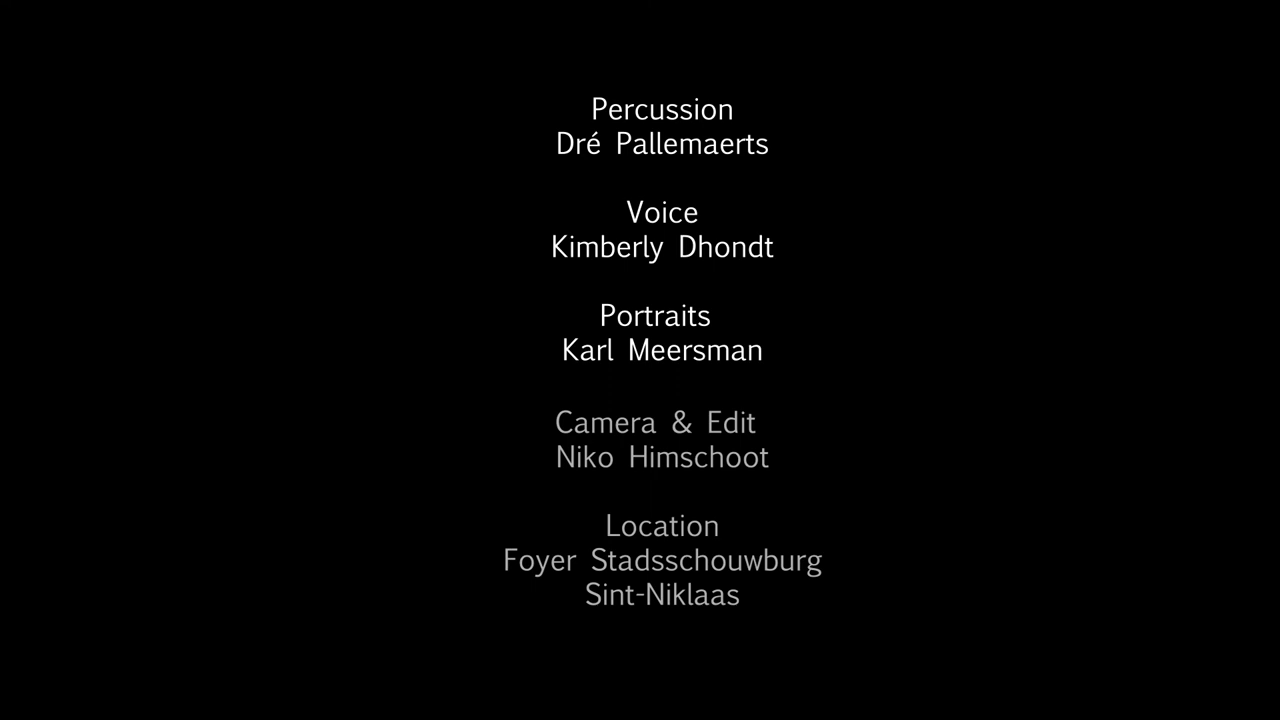 Percussion
Dré Pallemaerts
Voice
Kimberly Dhondt
Portraits
Karl Meersman
Camera & Edit
Niko Himschoot
Location
Foyer Stadsschouwburg
Sint-Niklaas